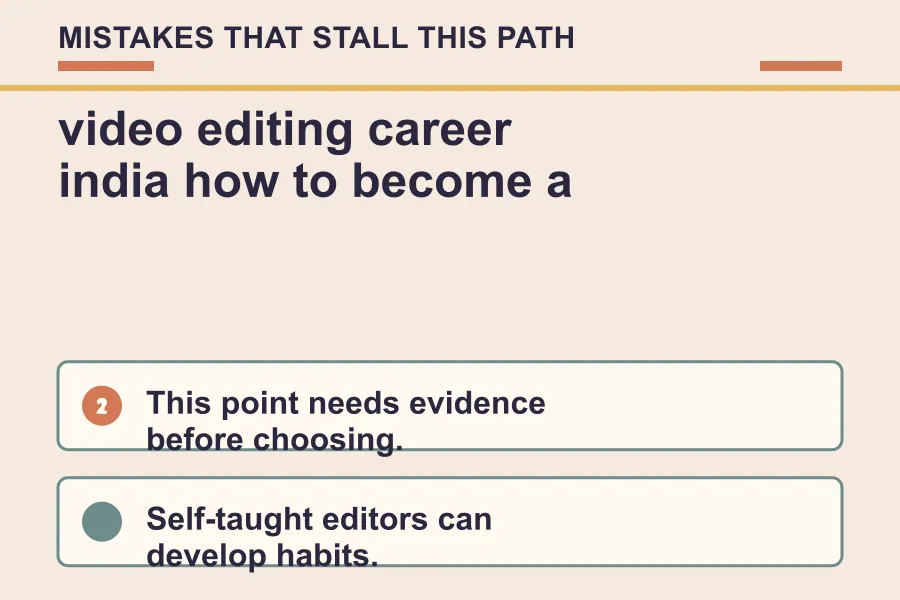 MISTAKES THAT STALL THIS PATH
video editing career
india how to become a
2
This point needs evidence
before choosing.
Self-taught editors can
develop habits.